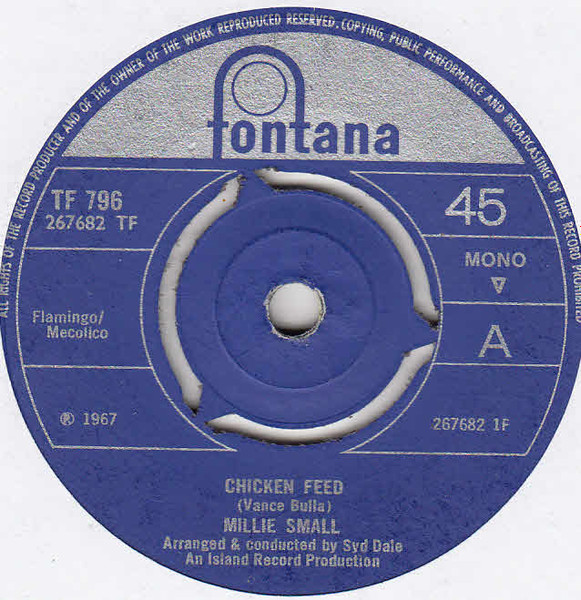 ALL RIGHTS OF THE RECORD PRODUCER AND OF THE OWNER OF THE WORK REPRODUCED RESERVED. COPYING, PUBLIC PERFORMANCE AND BROADCASTING OF THIS RECORD PROHIBITED
fontana
TF 796
267682 TF
45
MONO
Flamingo/
Mecolico
A
℗ 1967
267682 1F
CHICKEN FEED
(Vance Bulla)
MILLIE SMALL
Arranged & conducted by Syd Dale
An Island Record Production